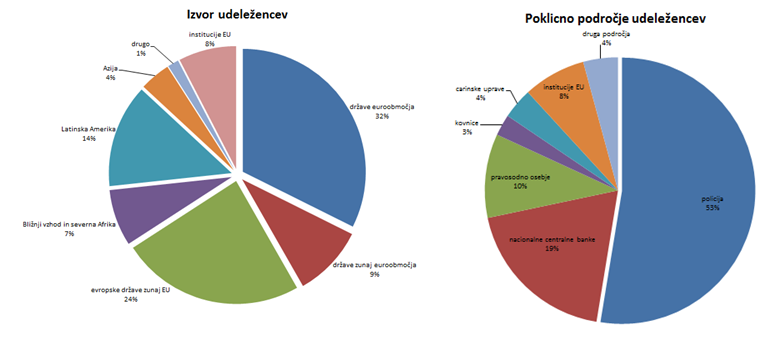 Izvor udeležencev
države euroobmočja
32%
države zunaj euroobmočja
9%
evropske države zunaj EU
24%
Bližnji vzhod in severna Afrika
7%
Latinska Amerika
14%
Azija
4%
drugo
1%
institucije EU
8%
Poklicno področje udeležencev
policija
53%
nacionalne centralne banke
19%
pravosodno osebje
10%
kovnice
3%
carinske uprave
4%
institucije EU
8%
druga področja
4%